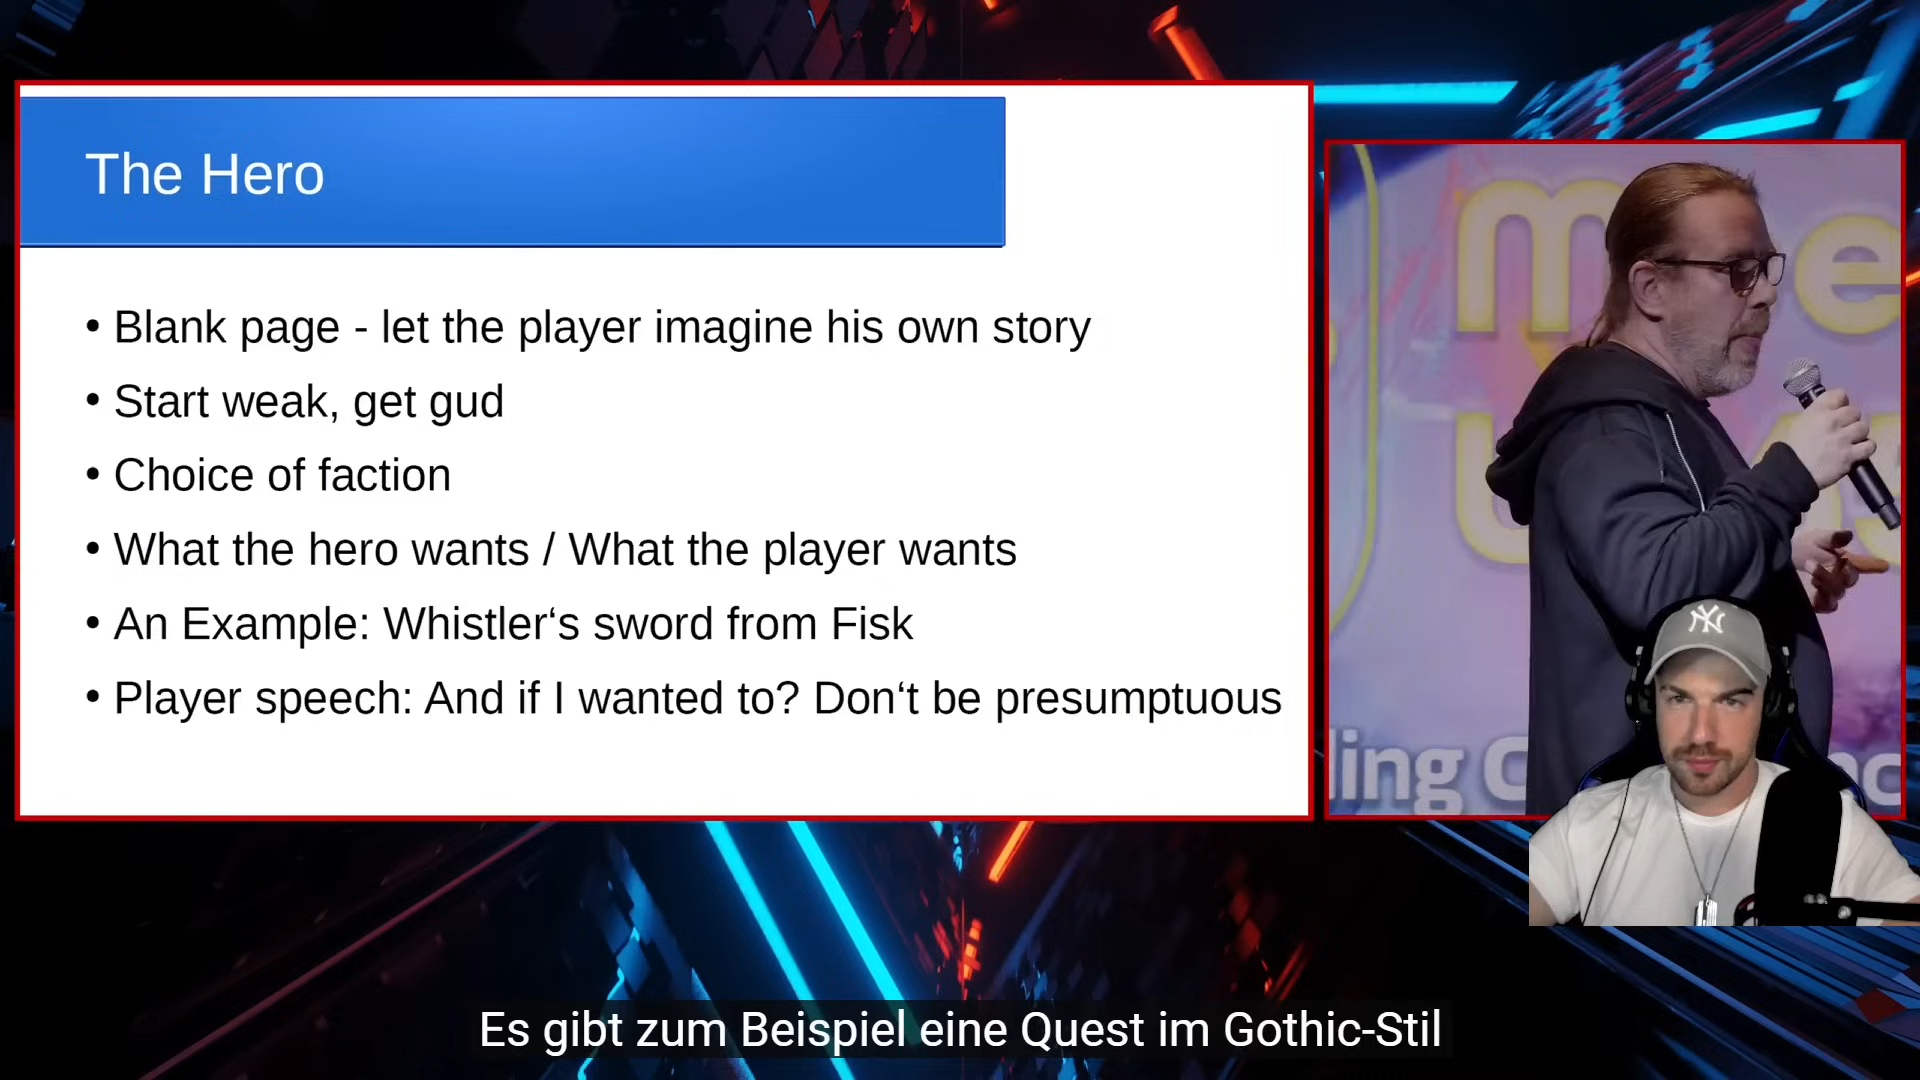 The Hero
• Blank page - let the player imagine his own story
• Start weak, get gud
• Choice of faction
• What the hero wants / What the player wants
• An Example: Whistler‘s sword from Fisk
• Player speech: And if I wanted to? Don‘t be presumptuous
NY
Es gibt zum Beispiel eine Quest im Gothic-Stil